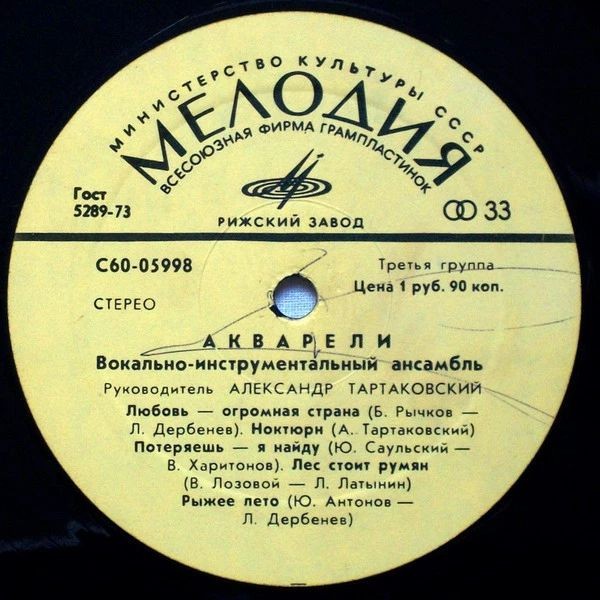 МИНИСТЕРСТВО КУЛЬТУРЫ СССР
МЕЛОДИЯ
ВСЕСОЮЗНАЯ ФИРМА ГРАМПЛАСТИНОК
РИЖСКИЙ ЗАВОД
Гост
5289-73
33
С60-05998
СТЕРЕО
Третья группа
Цена 1 руб. 90 коп.
АКВАРЕЛИ
Вокально-инструментальный ансамбль
Руководитель АЛЕКСАНДР ТАРТАКОВСКИЙ
Любовь — огромная страна (Б. Рычков —
Л. Дербенев). Ноктюрн (А. Тартаковский)
Потеряешь — я найду (Ю. Саульский —
В. Харитонов). Лес стоит румян
(В. Лозовой — Л. Латынин)
Рыжее лето (Ю. Антонов —
Л. Дербенев)